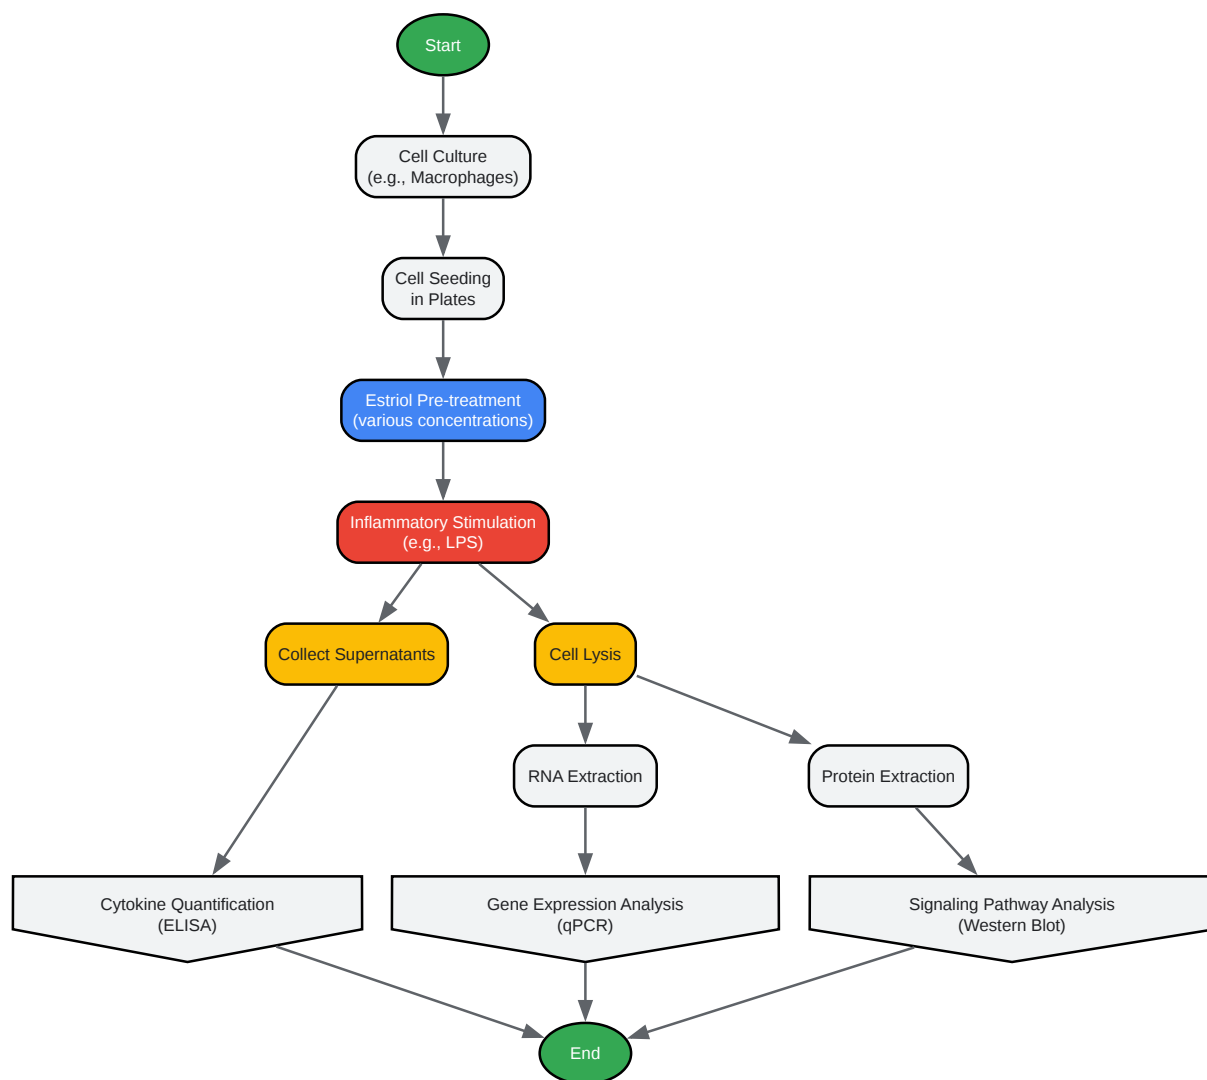 Start
Cell Culture
(e.g., Macrophages)
Cell Seeding
in Plates
Estriol Pre-treatment
(various concentrations)
Inflammatory Stimulation
(e.g., LPS)
Collect Supernatants
Cell Lysis
RNA Extraction
Protein Extraction
Cytokine Quantification
(ELISA)
Gene Expression Analysis
(qPCR)
Signaling Pathway Analysis
(Western Blot)
End